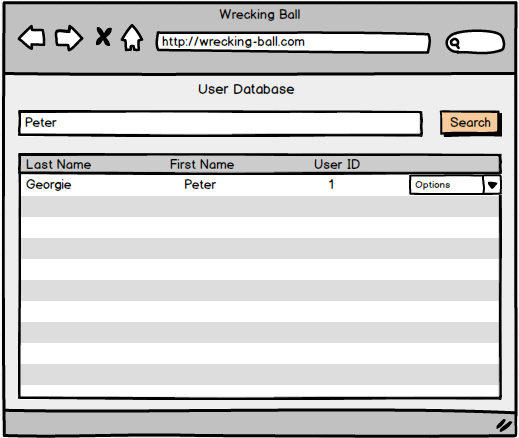 Wrecking Ball
http://wrecking-ball.com
User Database
Peter
Search
Last Name First Name User ID
Georgie Peter 1 Options